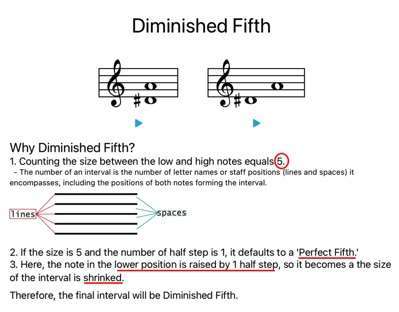 Diminished Fifth
Why Diminished Fifth?
1. Counting the size between the low and high notes equals 5.
- The number of an interval is the number of letter names or staff positions (lines and spaces) it
encompasses, including the positions of both notes forming the interval.
lines
spaces
2. If the size is 5 and the number of half step is 1, it defaults to a 'Perfect Fifth.'
3. Here, the note in the lower position is raised by 1 half step, so it becomes a the size
of the interval is shrinked.
Therefore, the final interval will be Diminished Fifth.